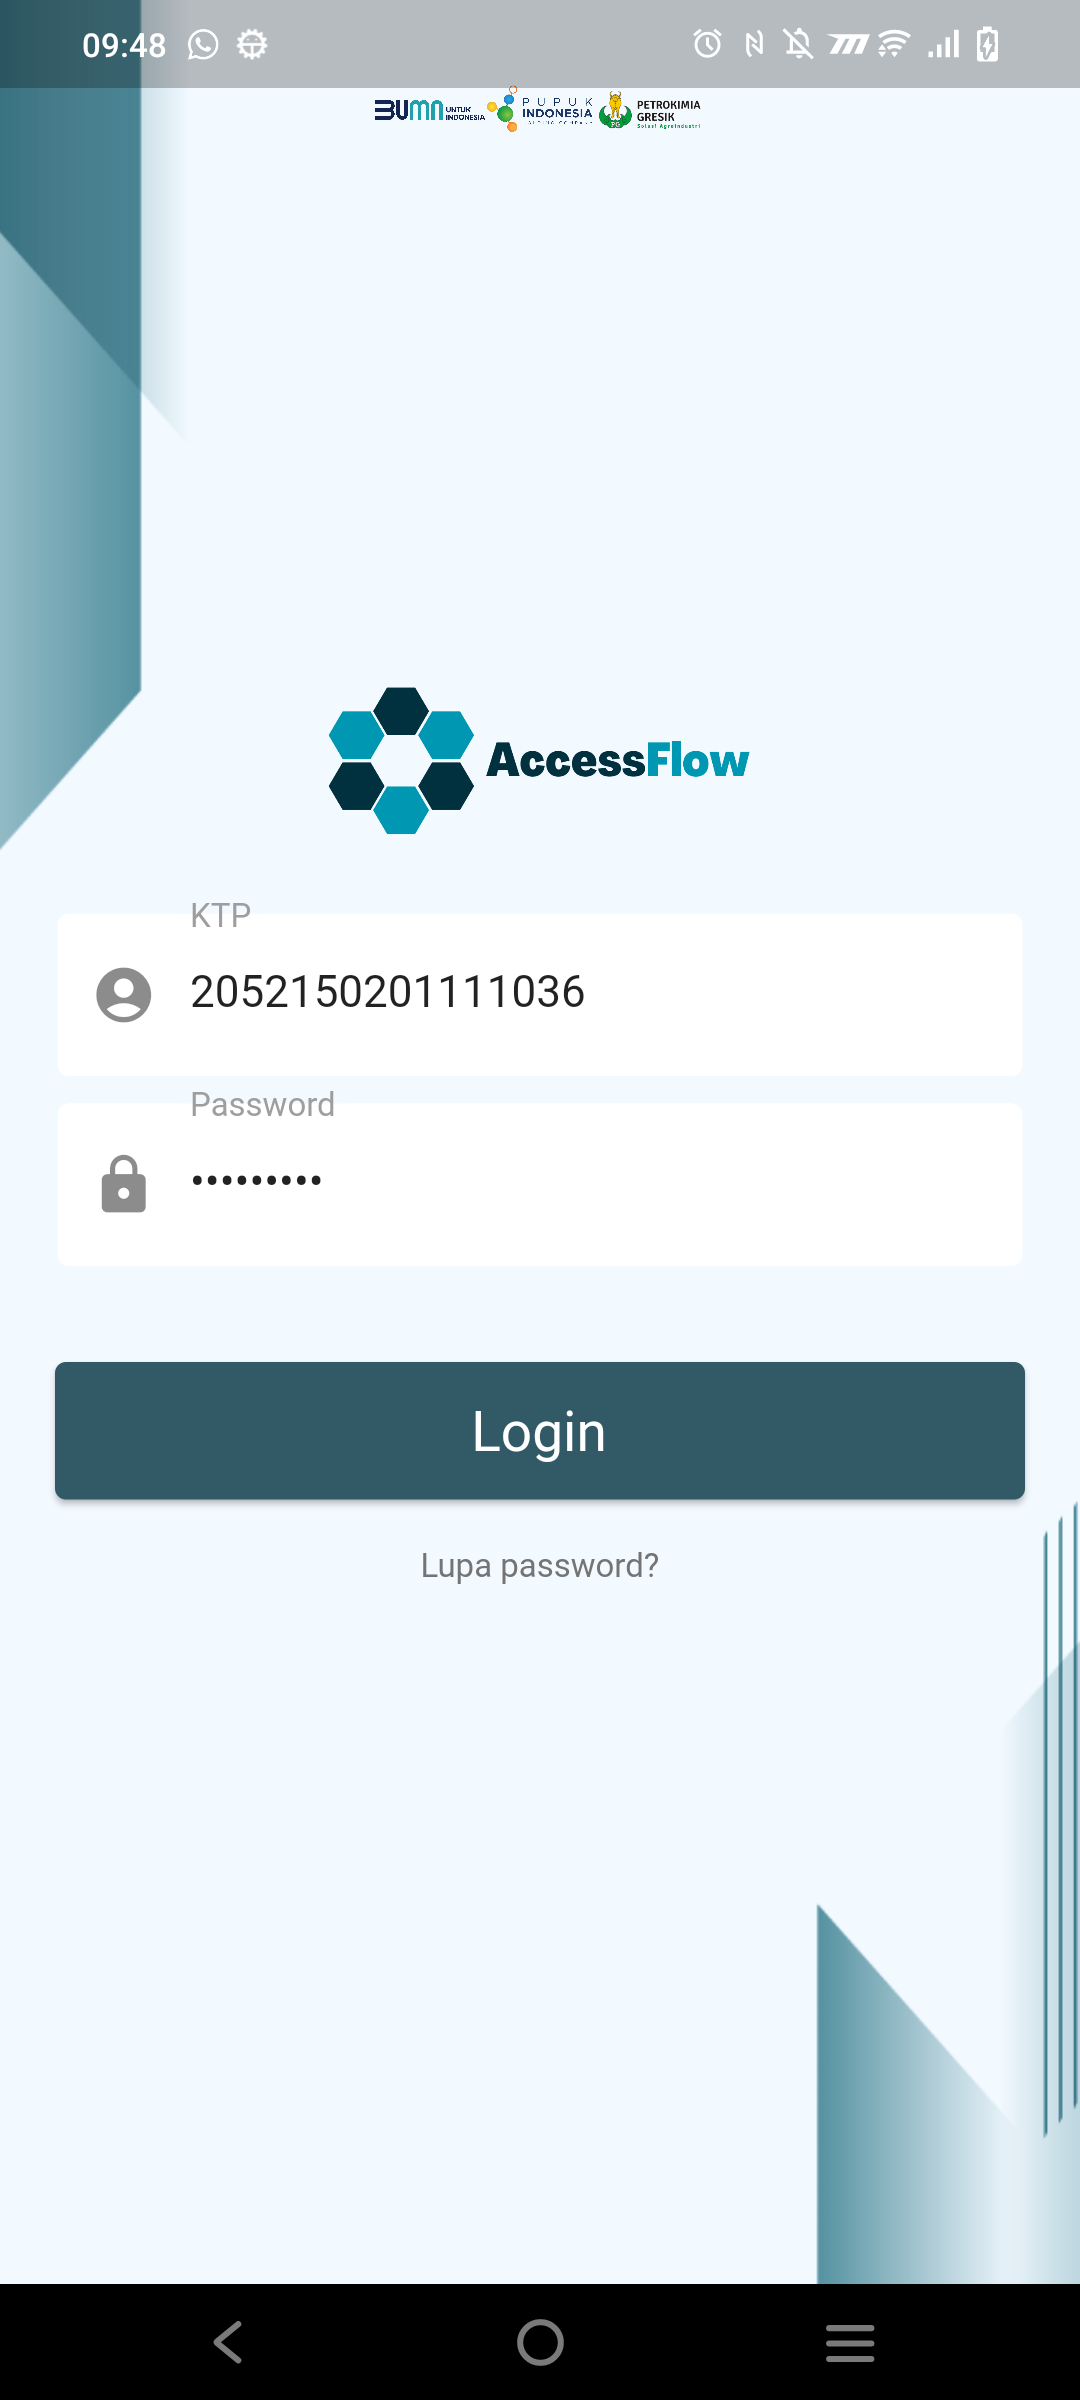 09:48
BUMN UNTUK INDONESIA
PUPUK INDONESIA
PETROKIMIA GRESIK
Solusi Agroindustri
AccessFlow
KTP
2052150201111036
Password
•••••••••
Login
Lupa password?